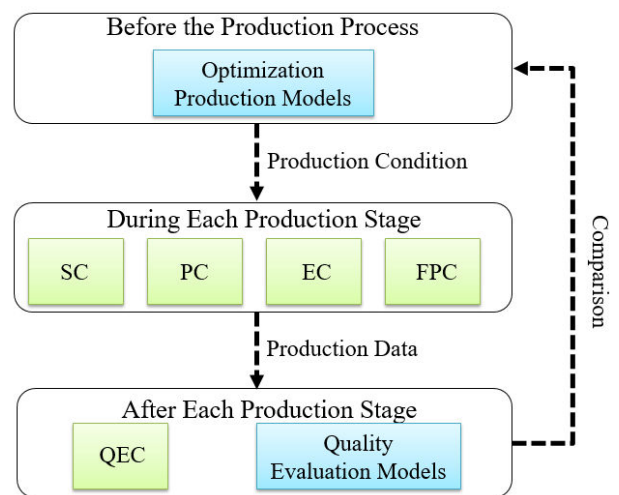 Before the Production Process
Optimization
Production Models
Production Condition
During Each Production Stage
SC
PC
EC
FPC
Production Data
After Each Production Stage
QEC
Quality
Evaluation Models
Comparison